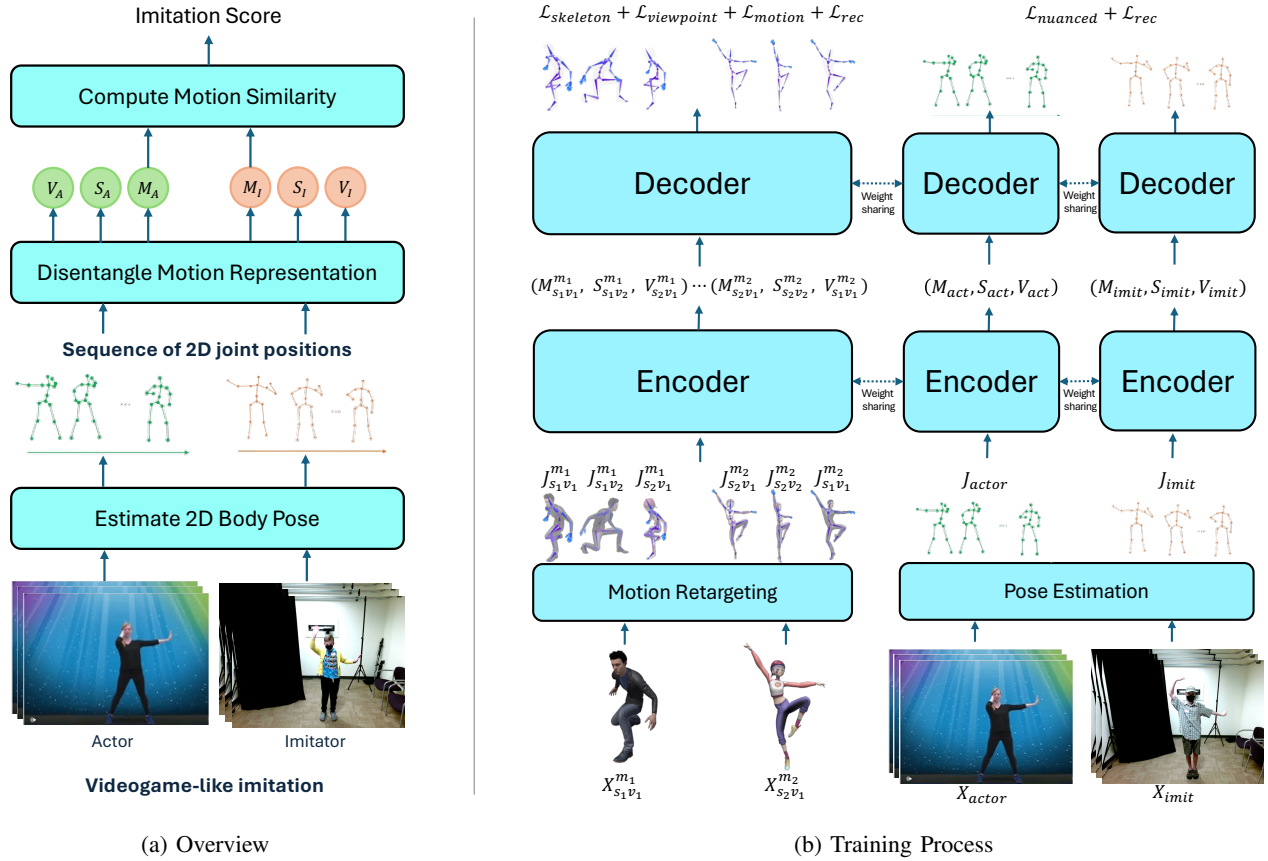 Imitation Score
Compute Motion Similarity
V_A S_A M_A M_I S_I V_I
Disentangle Motion Representation
Sequence of 2D joint positions
Estimate 2D Body Pose
Actor
Imitator
Videogame-like imitation
(a) Overview
ℒ_skeleton + ℒ_viewpoint + ℒ_motion + ℒ_rec
ℒ_nuanced + ℒ_rec
Decoder
Weight sharing
Decoder
Weight sharing
Decoder
(M^{m_1}_{s_1v_1}, S^{m_1}_{s_1v_2}, V^{m_1}_{s_2v_1}) ⋯ (M^{m_2}_{s_2v_1}, S^{m_2}_{s_2v_2}, V^{m_2}_{s_1v_1})
(M_act, S_act, V_act)
(M_imit, S_imit, V_imit)
Encoder
Weight sharing
Encoder
Weight sharing
Encoder
J^{m_1}_{s_1v_1} J^{m_1}_{s_1v_2} J^{m_1}_{s_2v_1} J^{m_2}_{s_2v_1} J^{m_2}_{s_2v_2} J^{m_2}_{s_1v_1}
J_actor
J_imit
Motion Retargeting
Pose Estimation
X^{m_1}_{s_1v_1}
X^{m_2}_{s_2v_1}
X_actor
X_imit
(b) Training Process